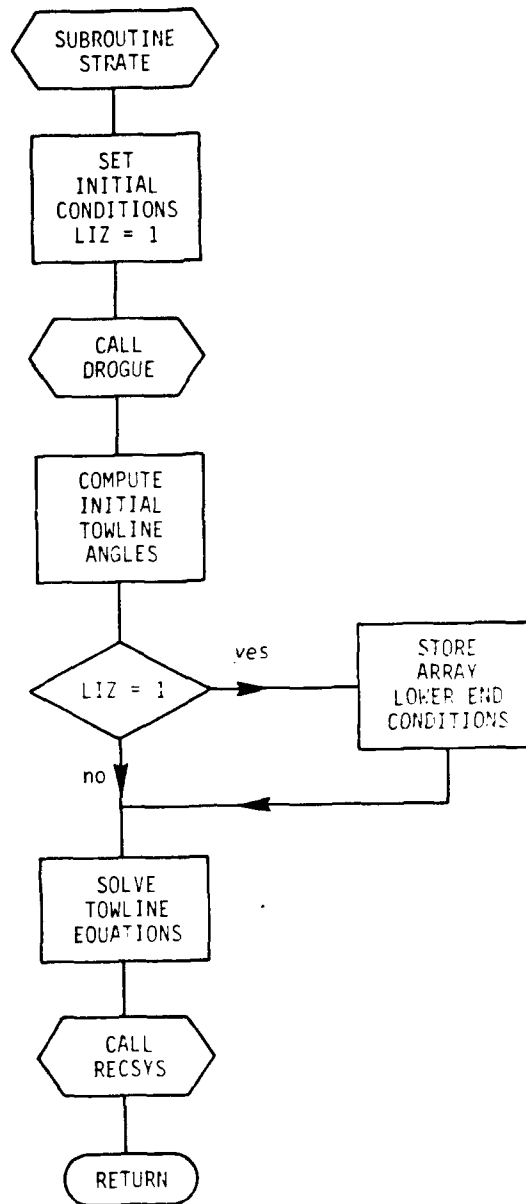 SUBROUTINE
STRATE
SET
INITIAL
CONDITIONS
LIZ = 1
CALL
DROGUE
COMPUTE
INITIAL
TOWLINE
ANGLES
LIZ = 1
yes
STORE
ARRAY
LOWER END
CONDITIONS
no
SOLVE
TOWLINE
EQUATIONS
CALL
RECSYS
RETURN